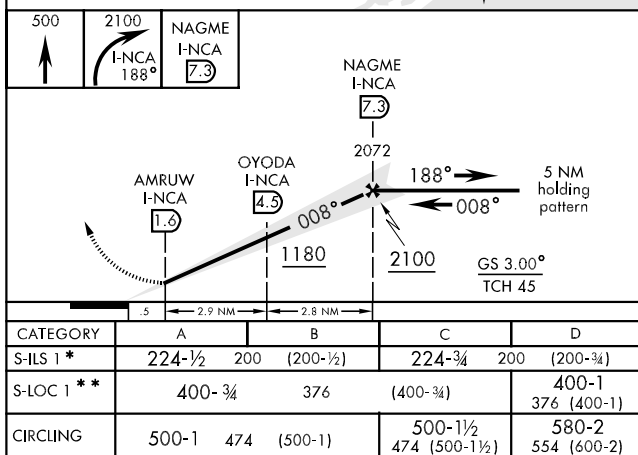 500
2100
I-NCA
188°
NAGME
I-NCA
7.3
NAGME
I-NCA
7.3
2072
AMRUW
I-NCA
1.6
OYODA
I-NCA
4.5
008°
188°
008°
5 NM
holding
pattern
1180
2100
GS 3.00°
TCH 45
.5 2.9 NM 2.8 NM
CATEGORY A B C D
S-ILS 1 * 224-½ 200 (200-½) 224-¾ 200 (200-¾)
S-LOC 1 ** 400-¾ 376 (400-¾) 400-1
376 (400-1)
CIRCLING 500-1 474 (500-1) 500-1½
474 (500-1½) 580-2
554 (600-2)